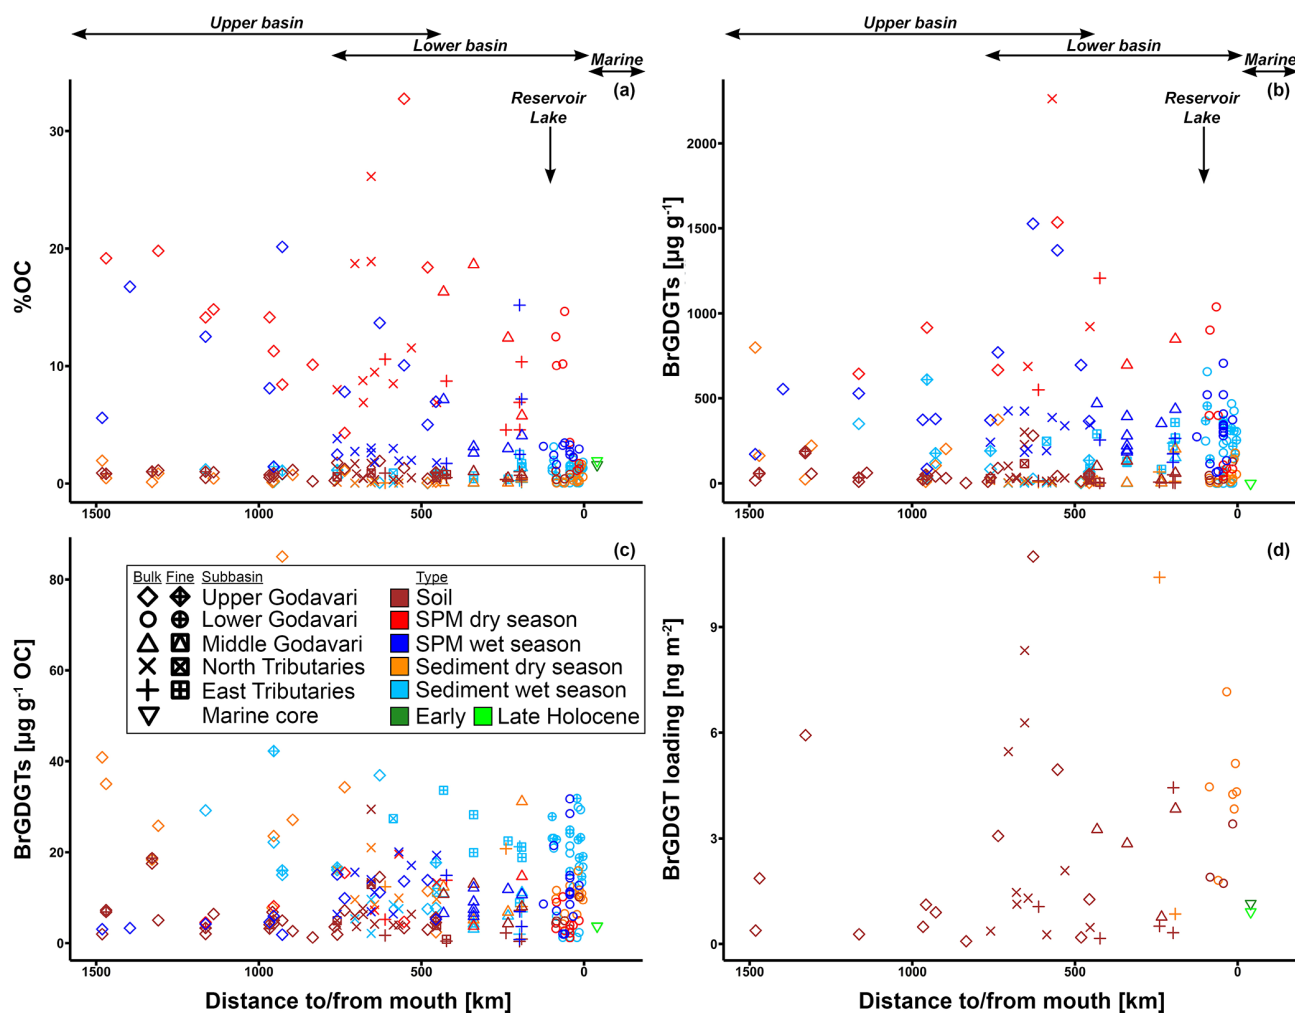 Upper basin
Lower basin
Marine
(a)
Reservoir
Lake
%OC
30
20
10
0
1500
1000
500
0
Upper basin
Lower basin
Marine
(b)
Reservoir
Lake
BrGDGTs [µg g-1]
2000
1500
1000
500
0
1500
1000
500
0
(c)
BrGDGTs [µg g-1 OC]
80
60
40
20
0
Bulk Fine Subbasin Type
Upper Godavari Soil
Lower Godavari SPM dry season
Middle Godavari SPM wet season
North Tributaries Sediment dry season
East Tributaries Sediment wet season
Marine core Early Late Holocene
1500
1000
500
0
Distance to/from mouth [km]
(d)
BrGDGT loading [ng m-2]
9
6
3
0
1500
1000
500
0
Distance to/from mouth [km]